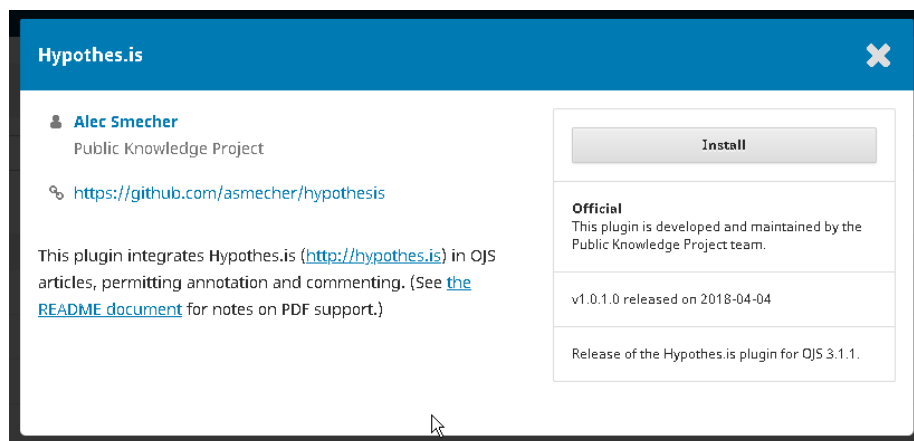 Hypothes.is
Alec Smecher
Public Knowledge Project
https://github.com/asmecher/hypothesis
This plugin integrates Hypothes.is (http://hypothes.is) in OJS
articles, permitting annotation and commenting. (See the
README document for notes on PDF support.)
Install
Official
This plugin is developed and maintained by the
Public Knowledge Project team.
v1.0.1.0 released on 2018-04-04
Release of the Hypothes.is plugin for OJS 3.1.1.